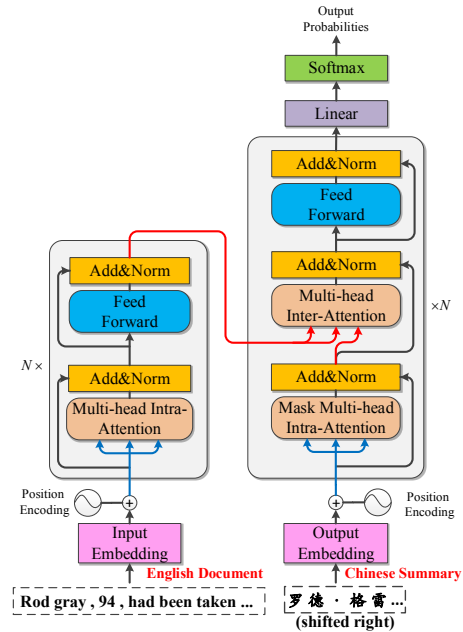 Output
Probabilities
Softmax
Linear
Add&Norm
Feed
Forward
Add&Norm
Multi-head
Inter-Attention
×N
Add&Norm
Mask Multi-head
Intra-Attention
Add&Norm
Feed
Forward
N×
Add&Norm
Multi-head Intra-
Attention
Position
Encoding
Position
Encoding
Input
Embedding
Output
Embedding
English Document
Chinese Summary
Rod gray , 94 , had been taken ...
罗 德 · 格 雷 ...
(shifted right)